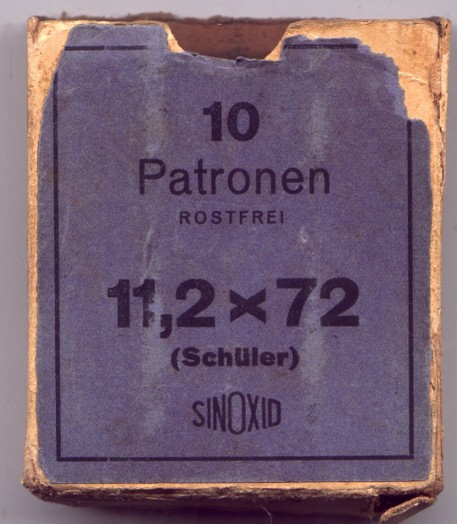 10
Patronen
ROSTFREI
11,2 × 72
(Schüler)
SINOXID